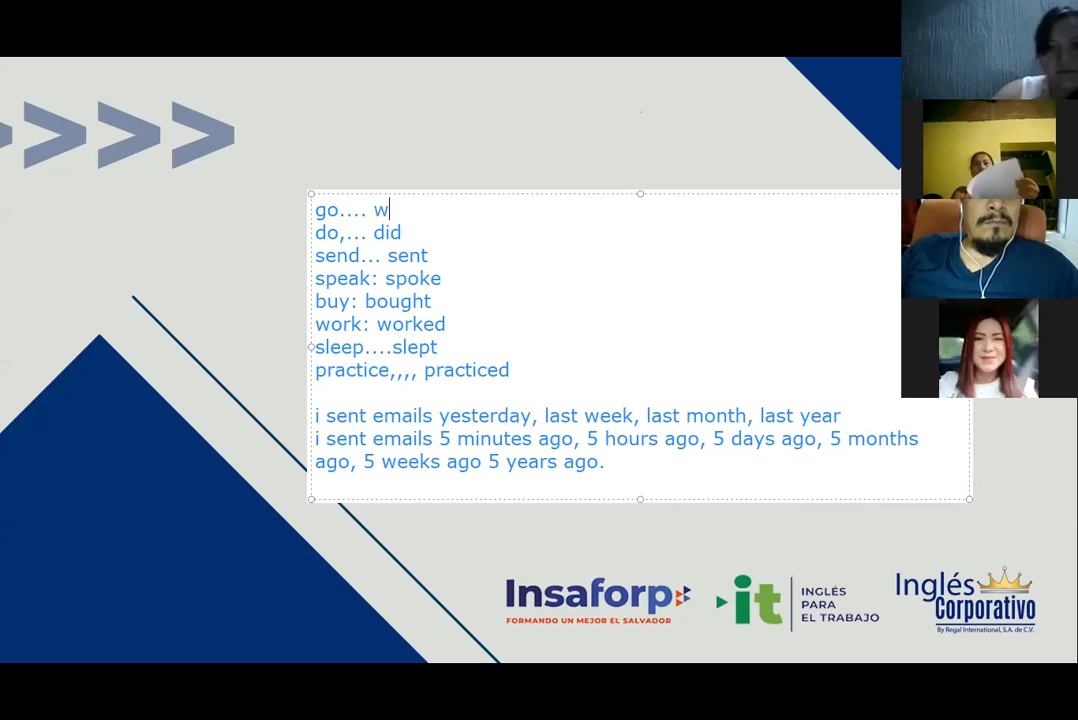 go.... w
do,... did
send... sent
speak: spoke
buy: bought
work: worked
sleep....slept
practice,,,, practiced
i sent emails yesterday, last week, last month, last year
i sent emails 5 minutes ago, 5 hours ago, 5 days ago, 5 months
ago, 5 weeks ago 5 years ago.
Insaforp
FORMANDO UN MEJOR EL SALVADOR
it
INGLÉS
PARA
EL TRABAJO
Inglés
Corporativo
By Regal International, S.A. de C.V.